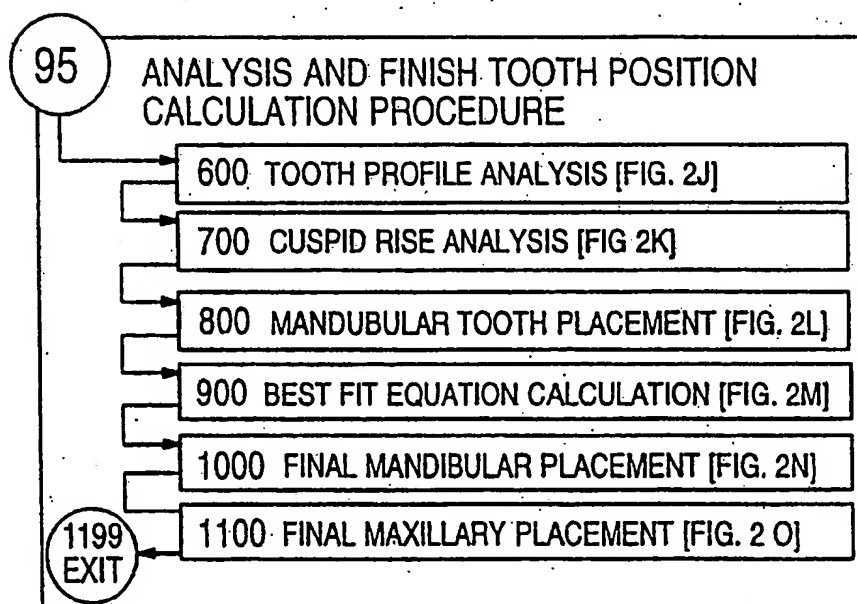 95
ANALYSIS AND FINISH TOOTH POSITION
CALCULATION PROCEDURE
600 TOOTH PROFILE ANALYSIS [FIG. 2J]
700 CUSPID RISE ANALYSIS [FIG 2K]
800 MANDUBULAR TOOTH PLACEMENT [FIG. 2L]
900 BEST FIT EQUATION CALCULATION [FIG. 2M]
1000 FINAL MANDIBULAR PLACEMENT [FIG. 2N]
1100 FINAL MAXILLARY PLACEMENT [FIG. 2 O]
1199
EXIT